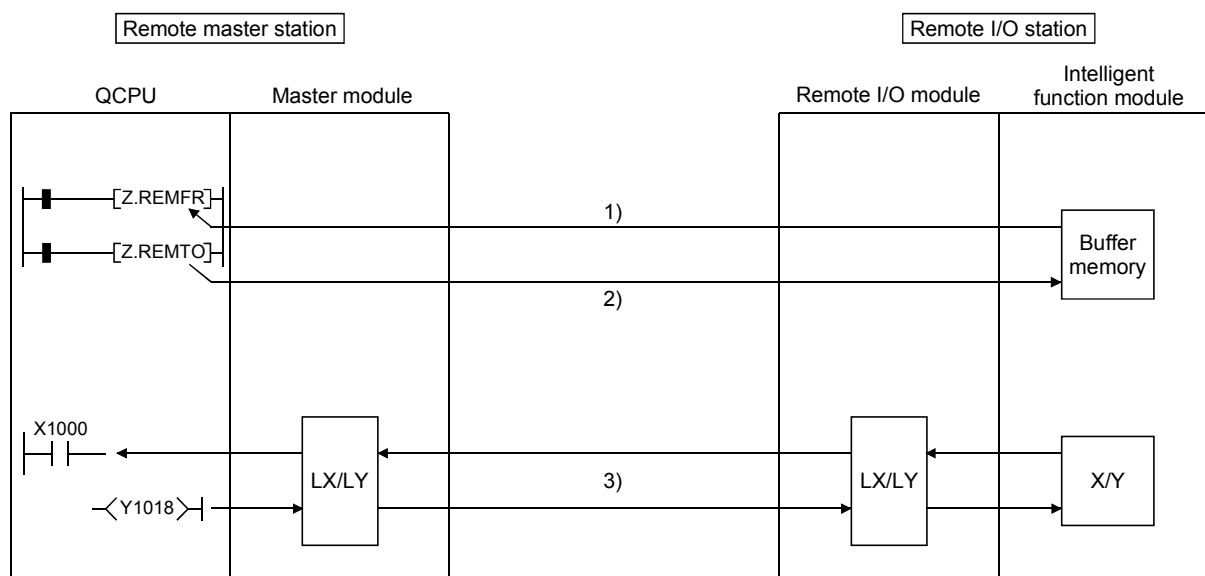 Remote master station
Remote I/O station
QCPU
Master module
Remote I/O module
Intelligent
function module
Z.REMFR
1)
Z.REMTO
2)
Buffer
memory
X1000
LX/LY
3)
LX/LY
X/Y
Y1018